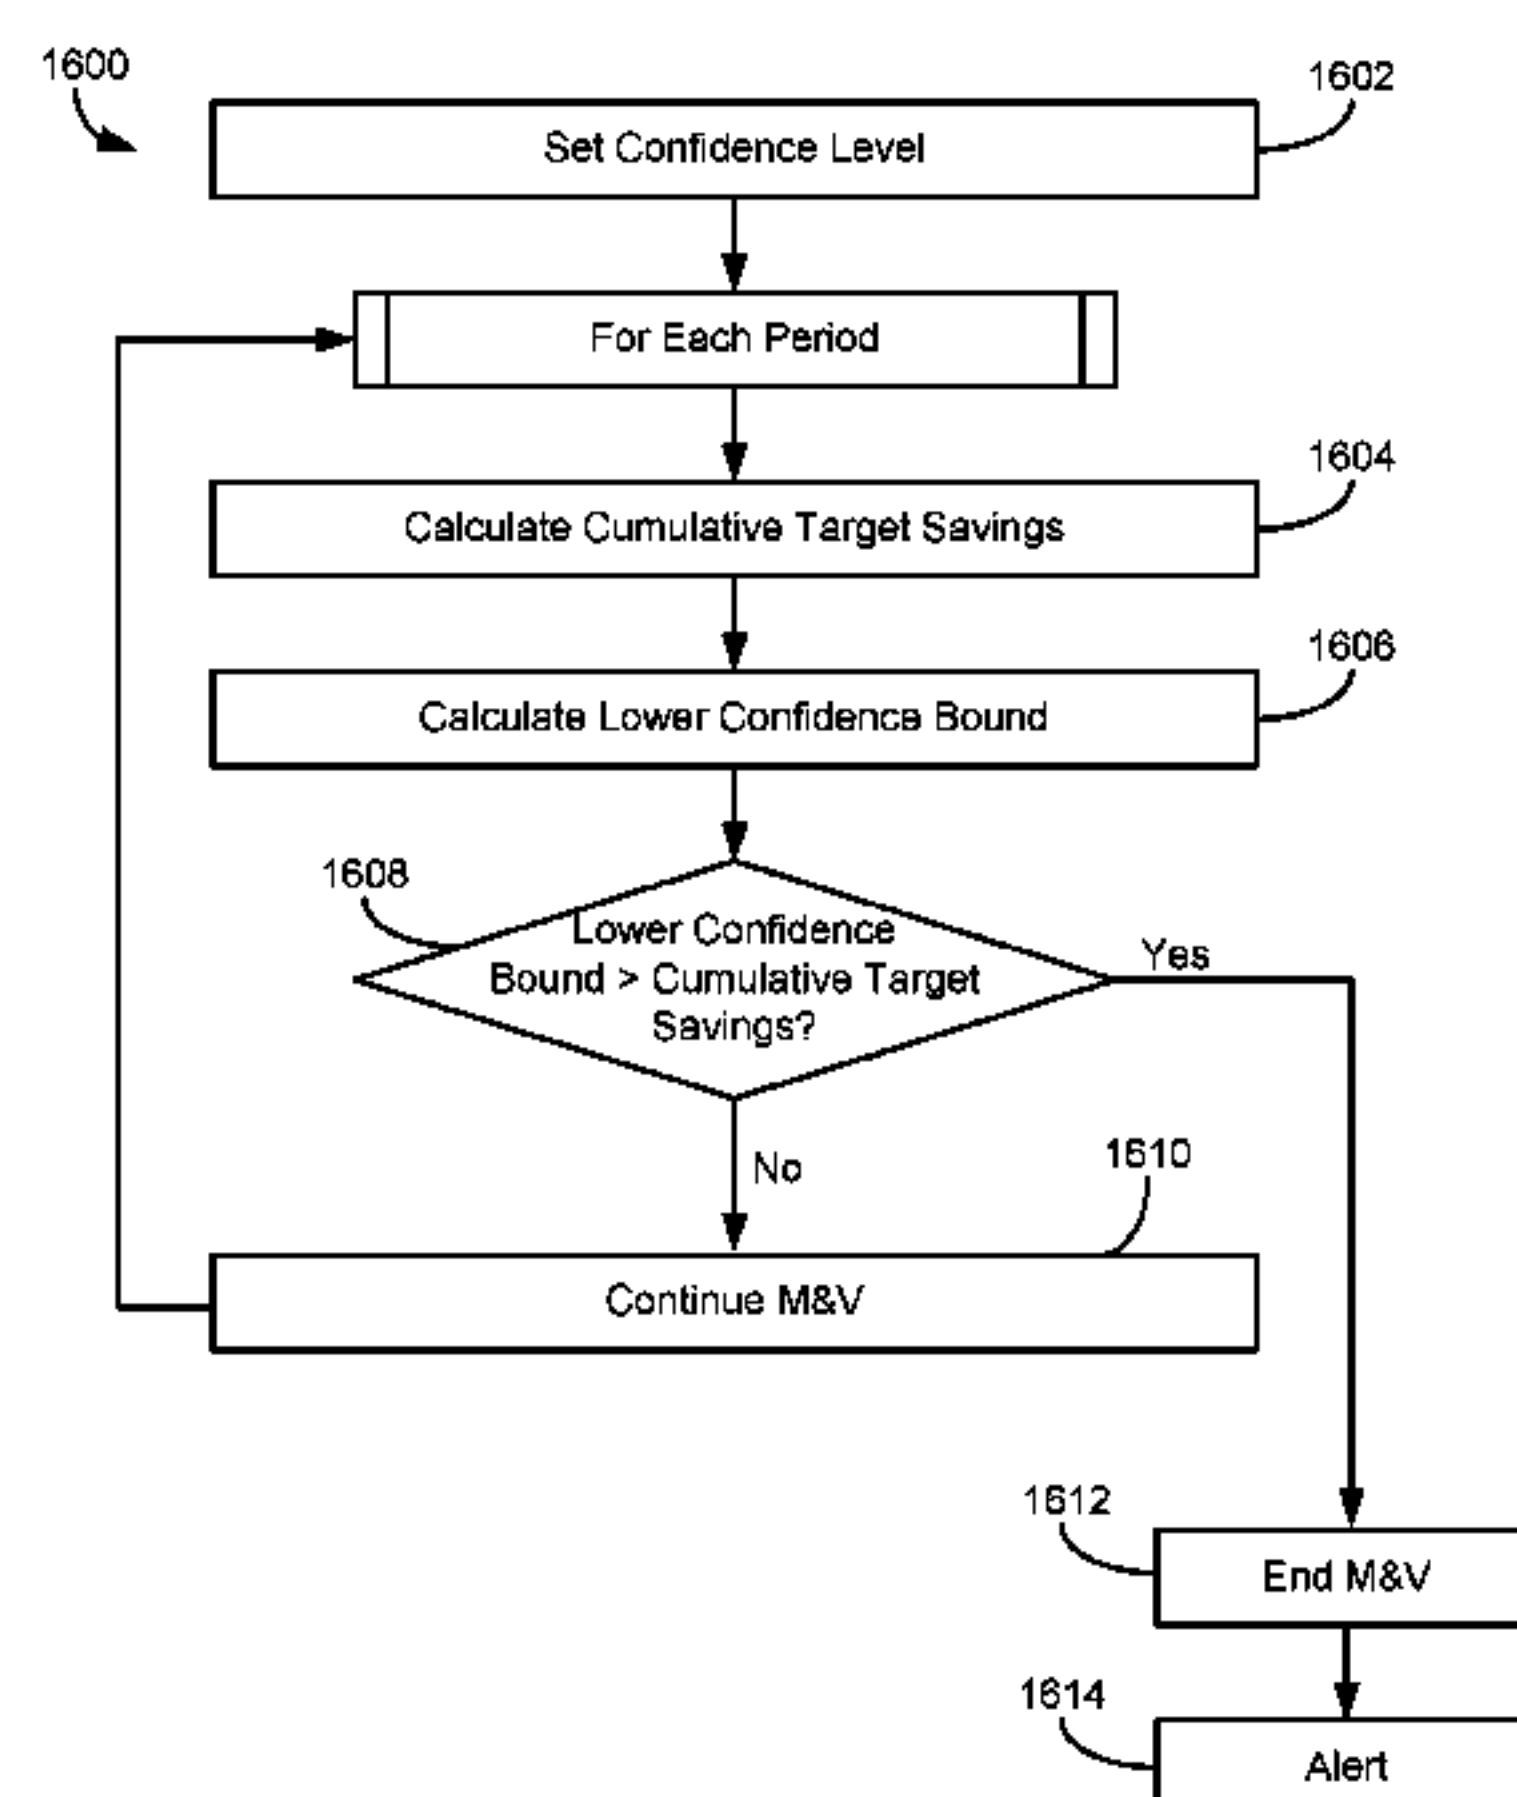 1600
1602
Set Confidence Level
For Each Period
1604
Calculate Cumulative Target Savings
1606
Calculate Lower Confidence Bound
1608
Lower Confidence
Bound > Cumulative Target
Savings?
Yes
No
1610
Continue M&V
1612
End M&V
1614
Alert